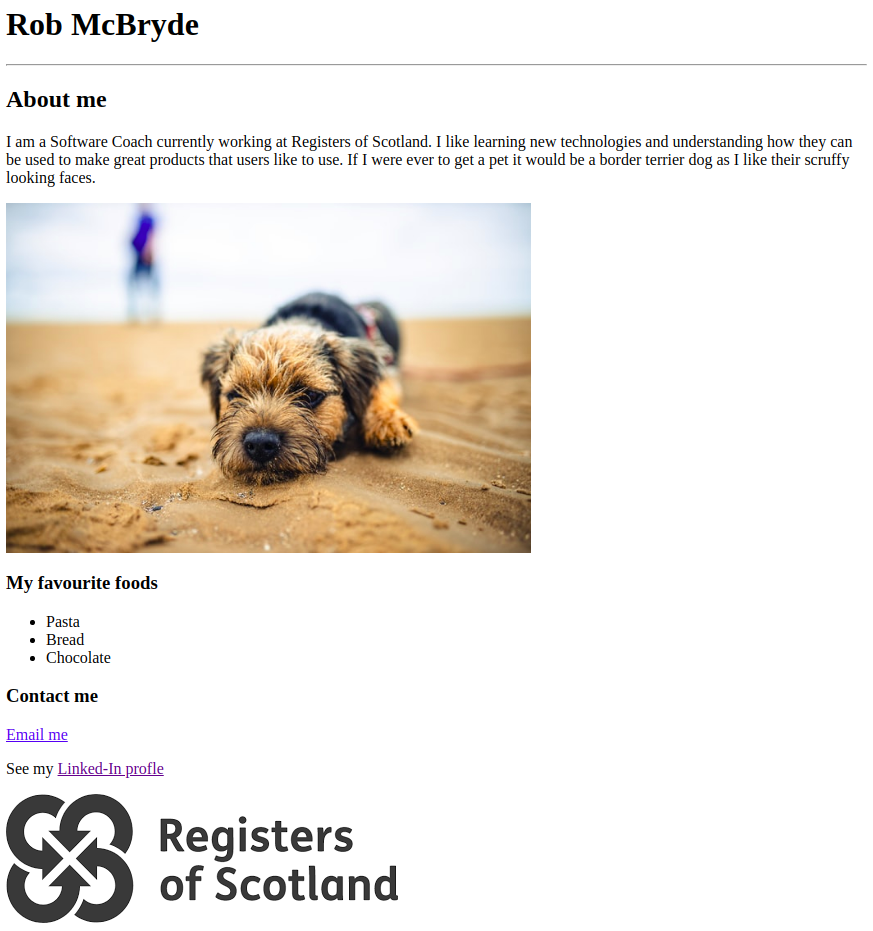 Rob McBryde
About me
I am a Software Coach currently working at Registers of Scotland. I like learning new technologies and understanding how they can
be used to make great products that users like to use. If I were ever to get a pet it would be a border terrier dog as I like their scruffy
looking faces.
My favourite foods
Pasta
Bread
Chocolate
Contact me
Email me
See my Linked-In profle
Registers
of Scotland